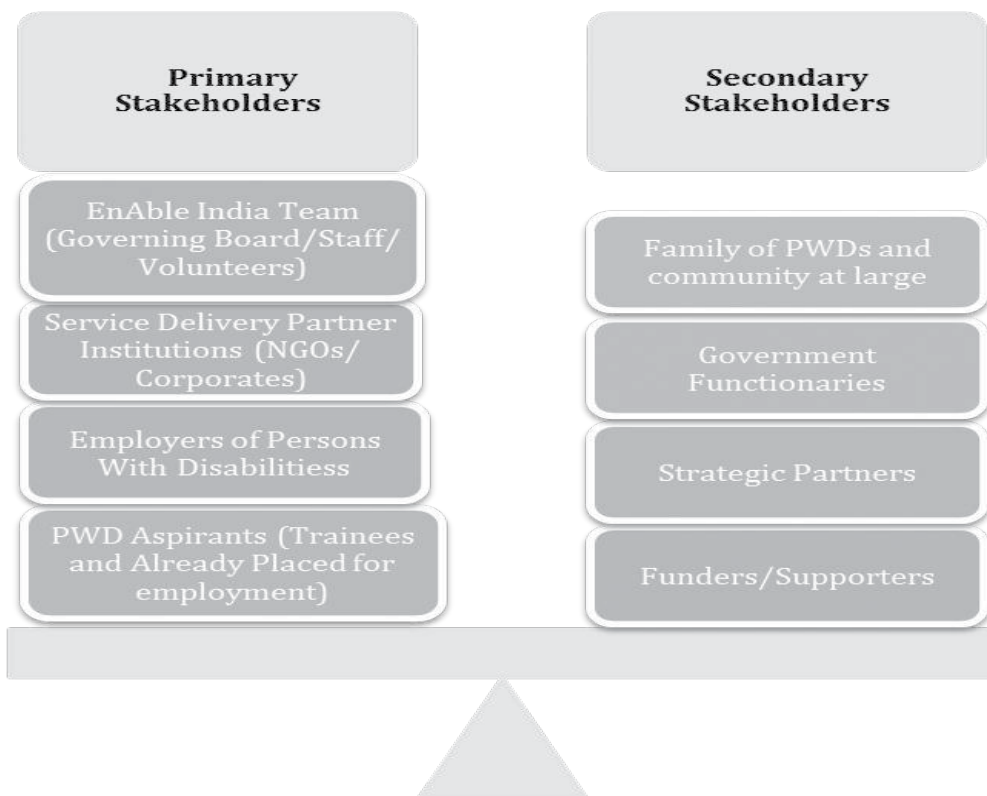 Primary
Stakeholders
EnAble India Team
(Governing Board/Staff/
Volunteers)
Service Delivery Partner
Institutions (NGOs/
Corporates)
Employers of Persons
With Disabilitiess
PWD Aspirants (Trainees
and Already Placed for
employment)
Secondary
Stakeholders
Family of PWDs and
community at large
Government
Functionaries
Strategic Partners
Funders/Supporters